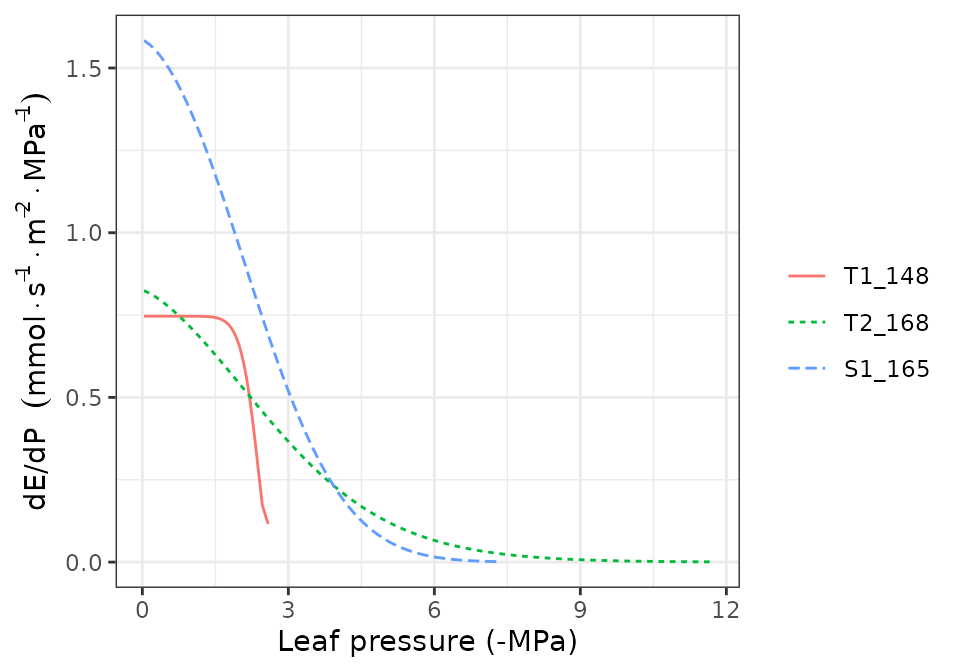 dE/dP (mmol·s⁻¹·m⁻²·MPa⁻¹)
1.5
1.0
0.5
0.0
0 3 6 9 12
Leaf pressure (-MPa)
T1_148
T2_168
S1_165